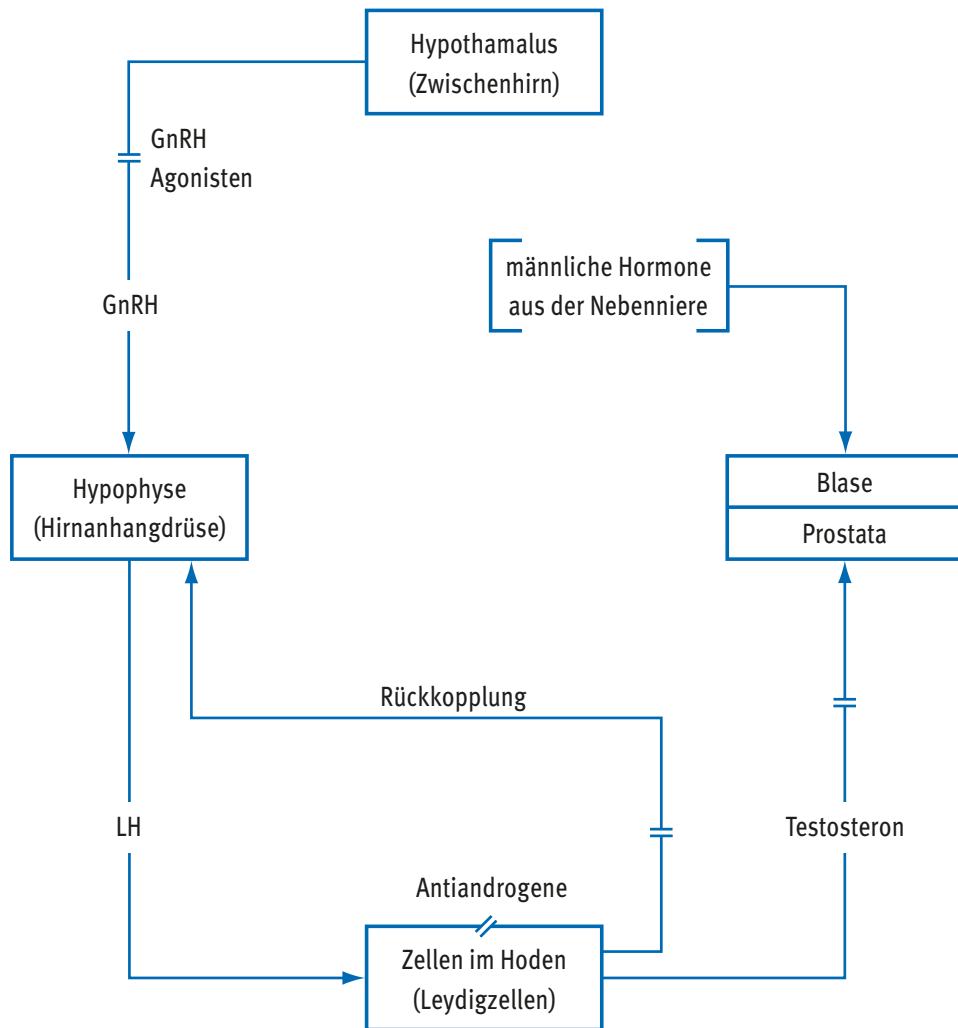 Hypothamalus
(Zwischenhirn)
GnRH
Agonisten
männliche Hormone
aus der Nebenniere
GnRH
Hypophyse
(Hirnanhangdrüse)
Blase
Prostata
Rückkopplung
LH
Testosteron
Antiandrogene
Zellen im Hoden
(Leydigzellen)